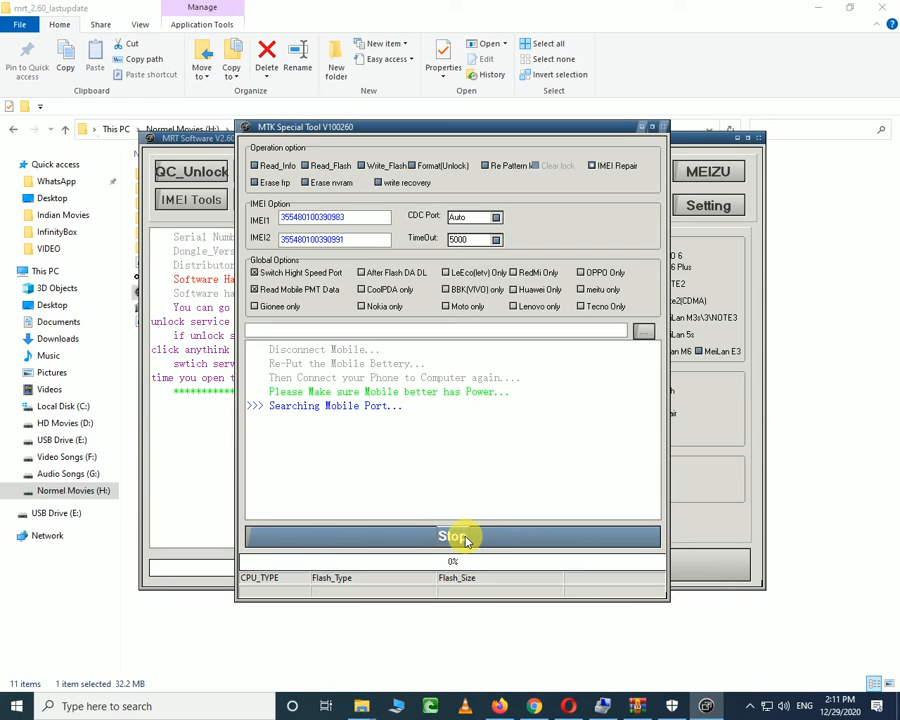 mrt_2.60_lastupdate
Manage
File Home Share View Application Tools
Pin to Quick access
Copy
Paste
Cut
Copy path
Paste shortcut
Clipboard
Move to
Copy to
Delete
Rename
Organize
New folder
New item
Easy access
New
Properties
Open
Edit
History
Open
Select all
Select none
Invert selection
Select
This PC
Normel Movies (H:)
Quick access
WhatsApp
Desktop
Indian Movies
InfinityBox
VIDEO
This PC
3D Objects
Desktop
Documents
Downloads
Music
Pictures
Videos
Local Disk (C:)
HD Movies (D:)
USB Drive (E:)
Video Songs (F:)
Audio Songs (G:)
Normel Movies (H:)
USB Drive (E:)
Network
MRT Software V2.60
QC_Unlock
IMEI Tools
Serial Numb
Dongle_Vers
Distributor
Software Ha
Software ha
You can go
unlock service
if unlock s
click anythink
swtich serv
time you open t
**********
MEIZU
Setting
6 Plus
te2(CDMA)
MeiLan M3s\3\NOTE3
MeiLan 5s
lan M6 MeiLan E3
MTK Special Tool V100260
Operation option
Read_Info Read_Flash Write_Flash Format(Unlock) Re Pattern l Clear lock IMEI Repair
Erase frp Erase nvram write recovery
IMEI Option
IMEI1 355480100390983 CDC Port: Auto
IMEI2 355480100390991 TimeOut: 5000
Global Options
Switch Hight Speed Port After Flash DA DL LeEco(letv) Only RedMi Only OPPO Only
Read Mobile PMT Data CoolPDA only BBK(VIVO) only Huawei Only meitu only
Gionee only Nokia only Moto only Lenovo only Tecno Only
...
Disconnect Mobile...
Re-Put the Mobile Bettery...
Then Connect your Phone to Computer again....
Please Make sure Mobile better has Power...
>>> Searching Mobile Port...
Stop
0%
CPU_TYPE Flash_Type Flash_Size
11 items 1 item selected 32.2 MB
Type here to search
ENG
2:11 PM
12/29/2020